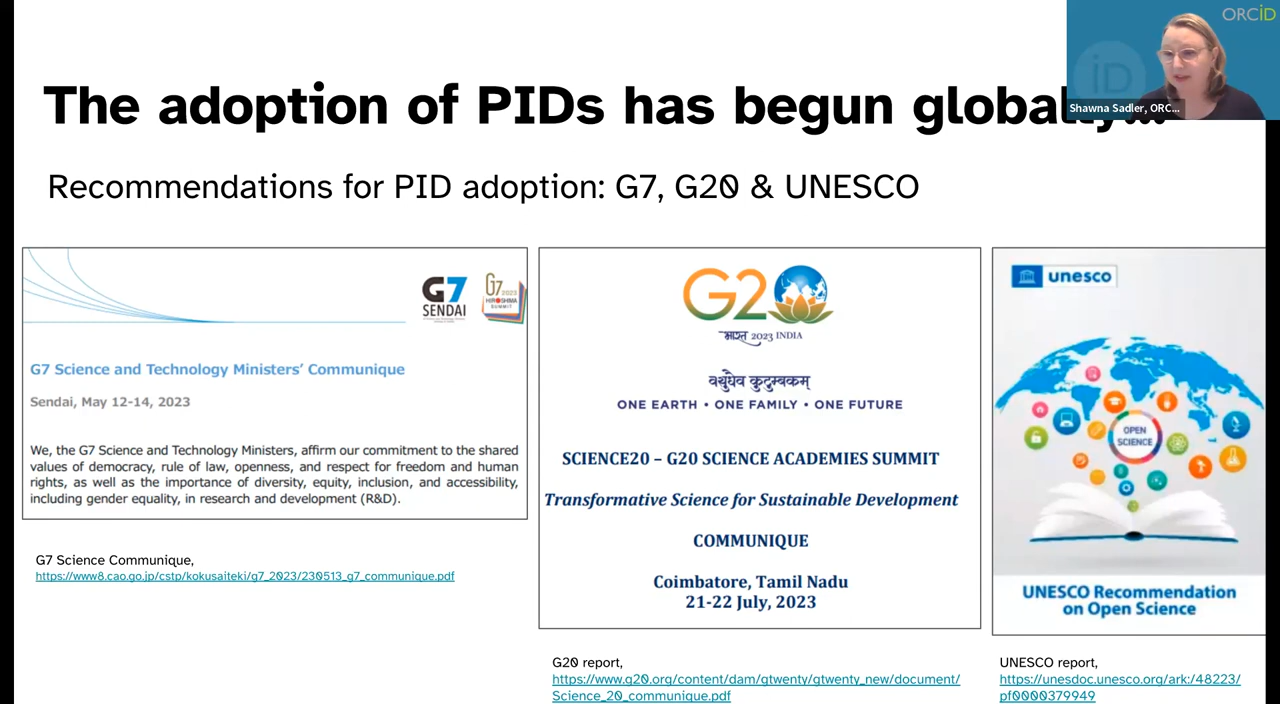 ORCiD
iD
Shawna Sadler, ORC...
The adoption of PIDs has begun globally...
Recommendations for PID adoption: G7, G20 & UNESCO
G7
SENDAI
G7
2023
HIROSHIMA
SUMMIT
G7 Science and Technology Ministers' Communique
Sendai, May 12-14, 2023
We, the G7 Science and Technology Ministers, affirm our commitment to the shared
values of democracy, rule of law, openness, and respect for freedom and human
rights, as well as the importance of diversity, equity, inclusion, and accessibility,
including gender equality, in research and development (R&D).
G7 Science Communique,
https://www8.cao.go.jp/cstp/kokusaiteki/g7_2023/230513_g7_communique.pdf
G20
भारत 2023 INDIA
वसुधैव कुटुम्बकम्
ONE EARTH • ONE FAMILY • ONE FUTURE
SCIENCE20 – G20 SCIENCE ACADEMIES SUMMIT
Transformative Science for Sustainable Development
COMMUNIQUE
Coimbatore, Tamil Nadu
21-22 July, 2023
G20 report,
https://www.g20.org/content/dam/gtwenty/gtwenty_new/document/
Science_20_communique.pdf
unesco
OPEN
SCIENCE
UNESCO Recommendation
on Open Science
UNESCO report,
https://unesdoc.unesco.org/ark:/48223/
pf0000379949